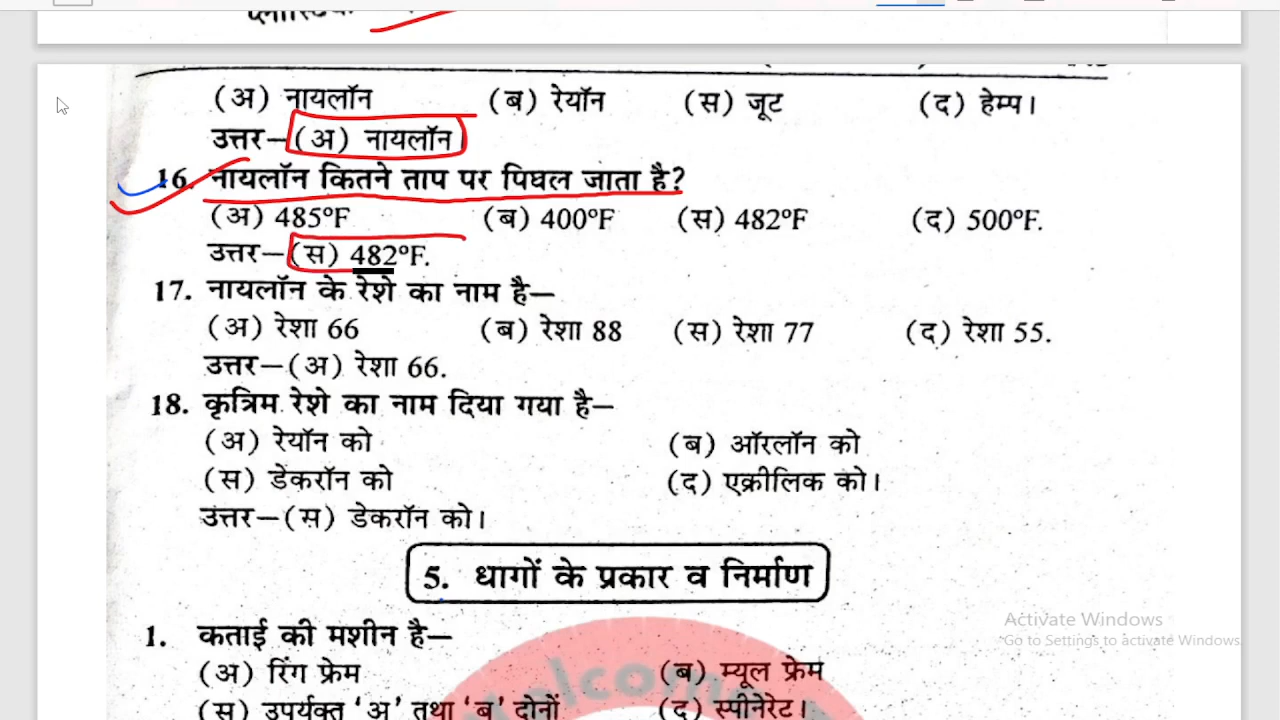 (अ) नायलॉन (ब) रेयॉन (स) जूट (द) हेम्प।
उत्तर–(अ) नायलॉन।
16. नायलॉन कितने ताप पर पिघल जाता है?
(अ) 485°F (ब) 400°F (स) 482°F (द) 500°F.
उत्तर–(स) 482°F.
17. नायलॉन के रेशे का नाम है–
(अ) रेशा 66 (ब) रेशा 88 (स) रेशा 77 (द) रेशा 55.
उत्तर–(अ) रेशा 66.
18. कृत्रिम रेशे का नाम दिया गया है–
(अ) रेयॉन को (ब) ऑरलॉन को
(स) डेकरॉन को (द) एक्रीलिक को।
उत्तर–(स) डेकरॉन को।
5. धागों के प्रकार व निर्माण
Activate Windows
Go to Settings to activate Windows.
1. कताई की मशीन है–
(अ) रिंग फ्रेम (ब) म्यूल फ्रेम
(स) उपर्युक्त 'अ' तथा 'ब' दोनों (द) स्पीनेरेट।
Welcome